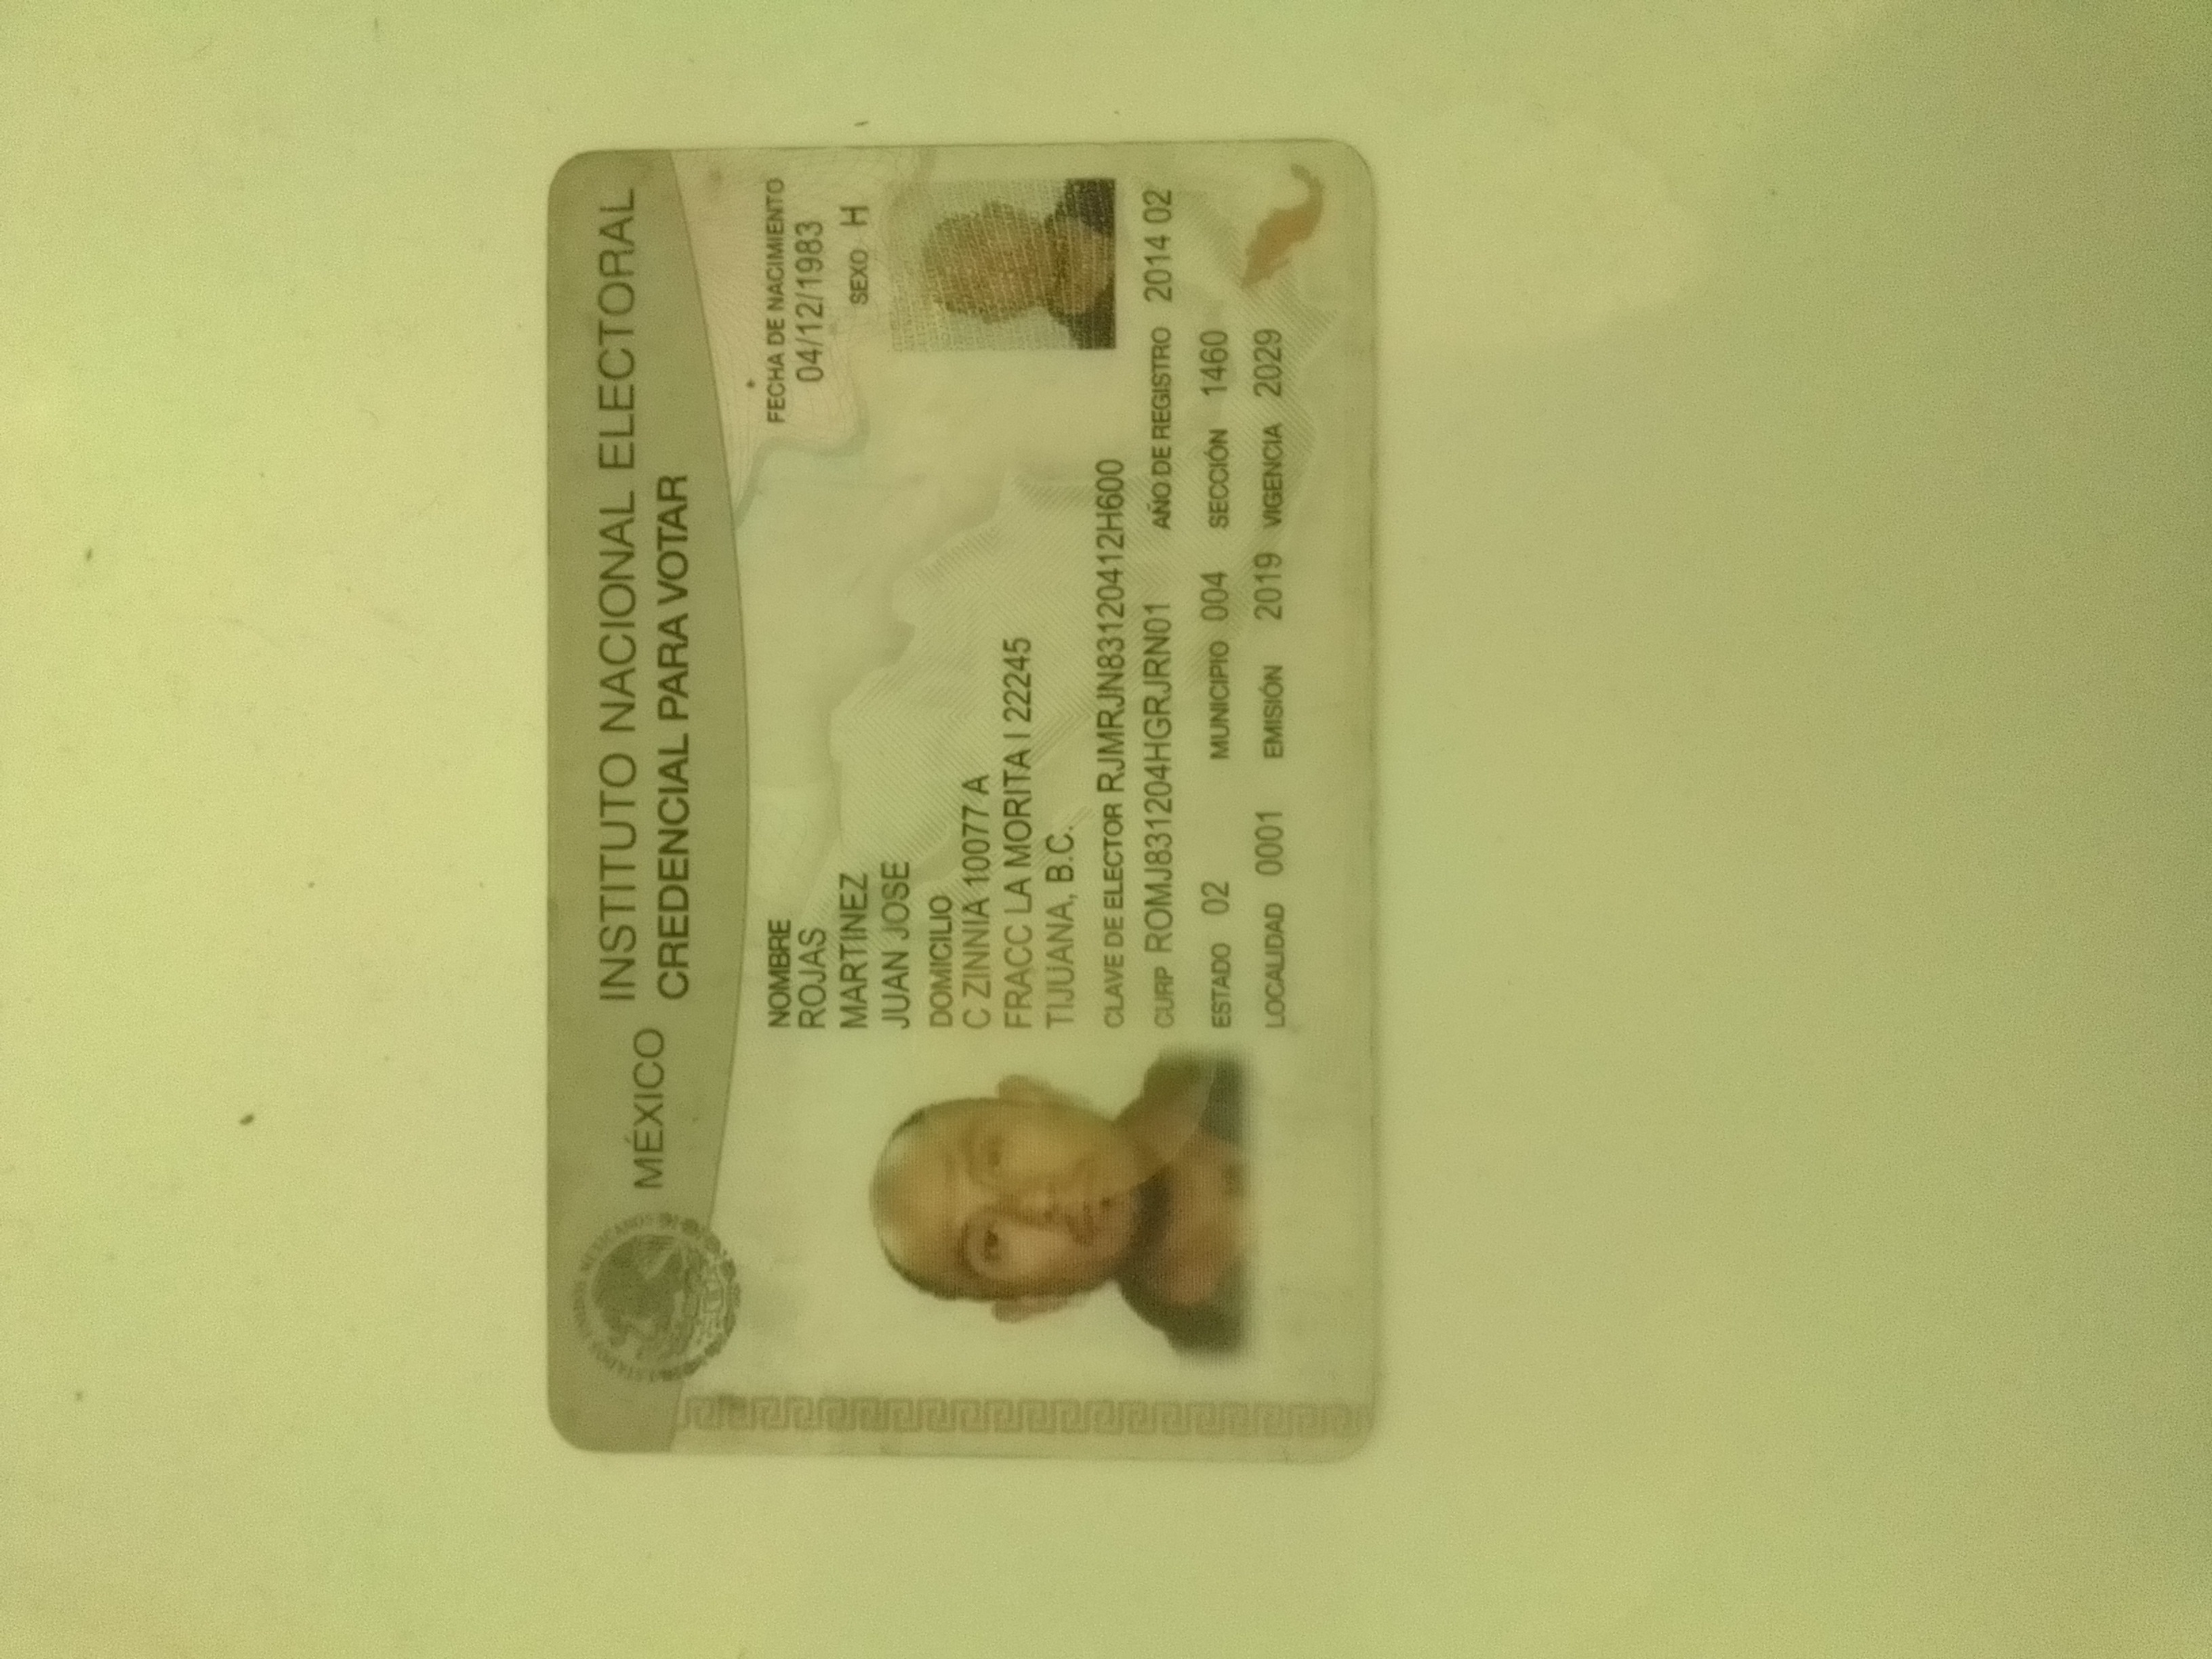 MÉXICO
INSTITUTO NACIONAL ELECTORAL
CREDENCIAL PARA VOTAR
NOMBRE
ROJAS
MARTINEZ
JUAN JOSE
FECHA DE NACIMIENTO
04/12/1983
SEXO H
DOMICILIO
C ZINNIA 10077 A
FRACC LA MORITA I 22245
TIJUANA, B.C.
CLAVE DE ELECTOR RJMRJN83120412H600
CURP ROMJ831204HGRJRN01 AÑO DE REGISTRO 2014 02
ESTADO 02 MUNICIPIO 004 SECCIÓN 1460
LOCALIDAD 0001 EMISIÓN 2019 VIGENCIA 2029